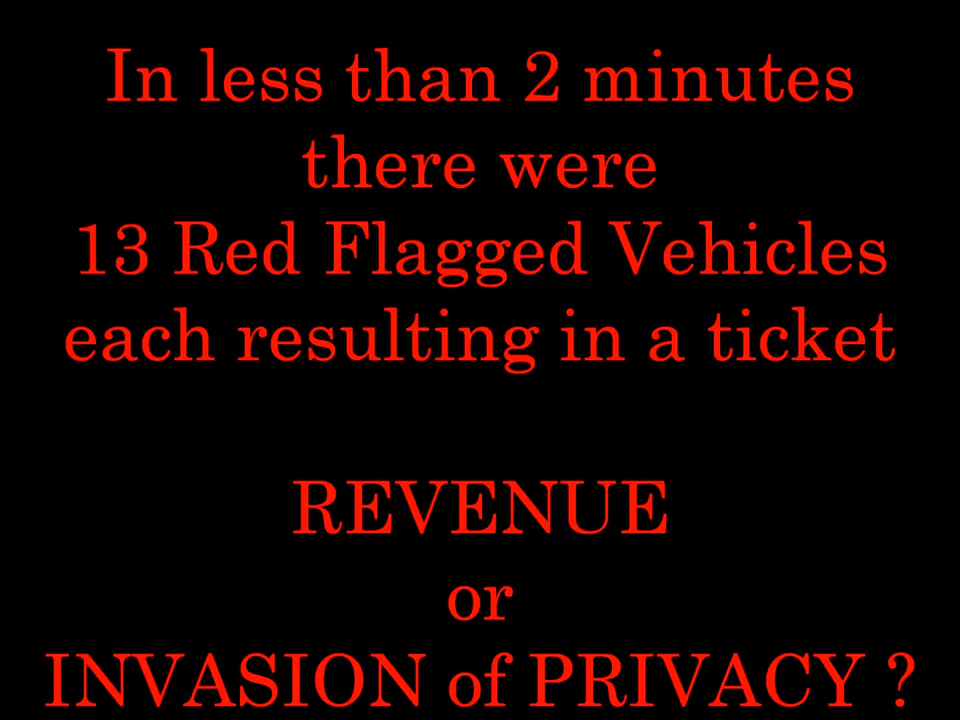 In less than 2 minutes
there were
13 Red Flagged Vehicles
each resulting in a ticket
REVENUE
or
INVASION of PRIVACY ?